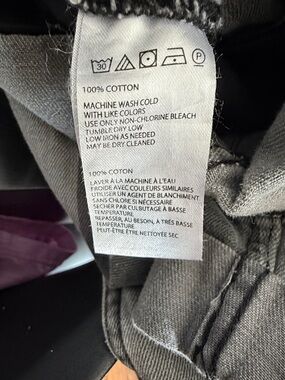 30 P
100% COTTON
MACHINE WASH COLD
WITH LIKE COLORS
USE ONLY NON-CHLORINE BLEACH
TUMBLE DRY LOW
LOW IRON AS NEEDED
MAY BE DRY CLEANED
100% COTON
LAVER À LA MACHINE À L'EAU
FROIDE AVEC COULEURS SIMILAIRES
UTILISER UN AGENT DE BLANCHIMENT
SANS CHLORE SI NÉCESSAIRE
SÉCHER PAR CULBUTAGE À BASSE
TEMPÉRATURE
REPASSER, AU BESOIN, À TRÈS BASSE
TEMPÉRATURE
PEUT-ÊTRE ÊTRE NETTOYÉE SEC